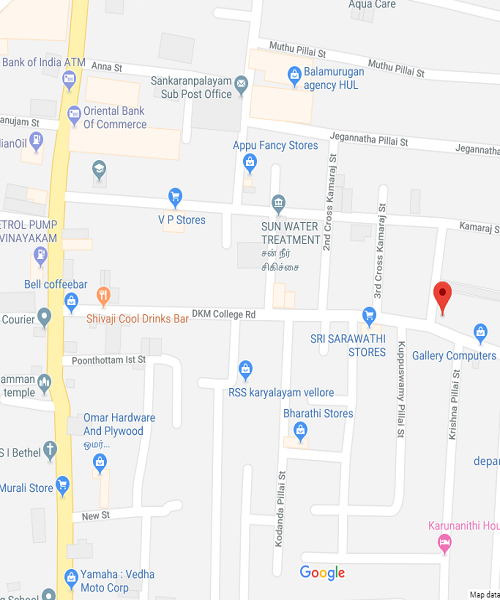 Aqua Care
Muthu Pillai St
Muthu Pillai St
Bank of India ATM
Anna St
Balamurugan
agency HUL
Sankaranpalayam
Sub Post Office
Oriental Bank
Of Commerce
anujam St
dianOil
Jegannatha Pillai St
Jegannatha
Appu Fancy Stores
V P Stores
SUN WATER
TREATMENT
சன் நீர்
சிகிச்சை
2nd Cross Kamaraj St
3rd Cross Kamaraj St
Kamaraj S
ETROL PUMP
VINAYAKAM
Bell coffeebar
Shivaji Cool Drinks Bar
DKM College Rd
Courier
SRI SARAWATHI
STORES
Gallery Computers
Poonthottam Ist St
Kuppuswamy Pillai St
Krishna Pillai St
amman
temple
RSS karyalayam vellore
Omar Hardware
And Plywood
ஓமர்...
Bharathi Stores
S I Bethel
depar
Murali Store
Kodanda Pillai St
New St
Karunanithi Hou
Yamaha : Vedha
Moto Corp
Google
g School
Map data